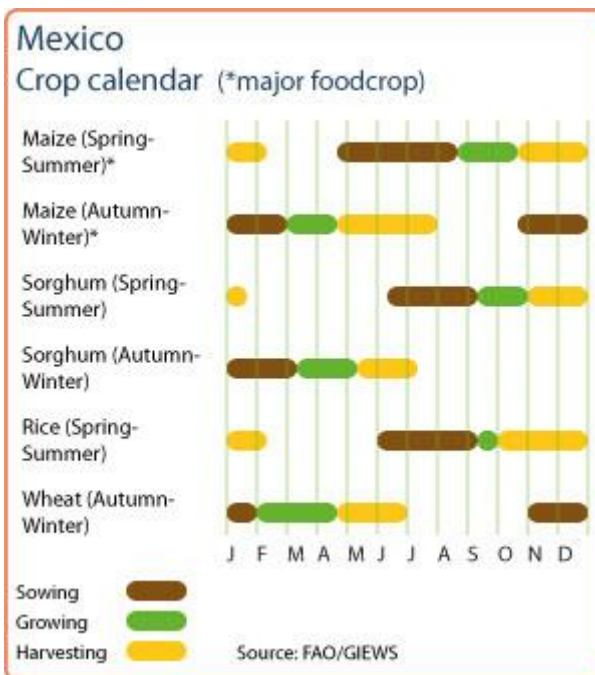 Mexico
Crop calendar (*major foodcrop)
Maize (Spring-
Summer)*
Maize (Autumn-
Winter)*
Sorghum (Spring-
Summer)
Sorghum (Autumn-
Winter)
Rice (Spring-
Summer)
Wheat (Autumn-
Winter)
J F M A M J J A S O N D
Sowing
Growing
Harvesting
Source: FAO/GIEWS